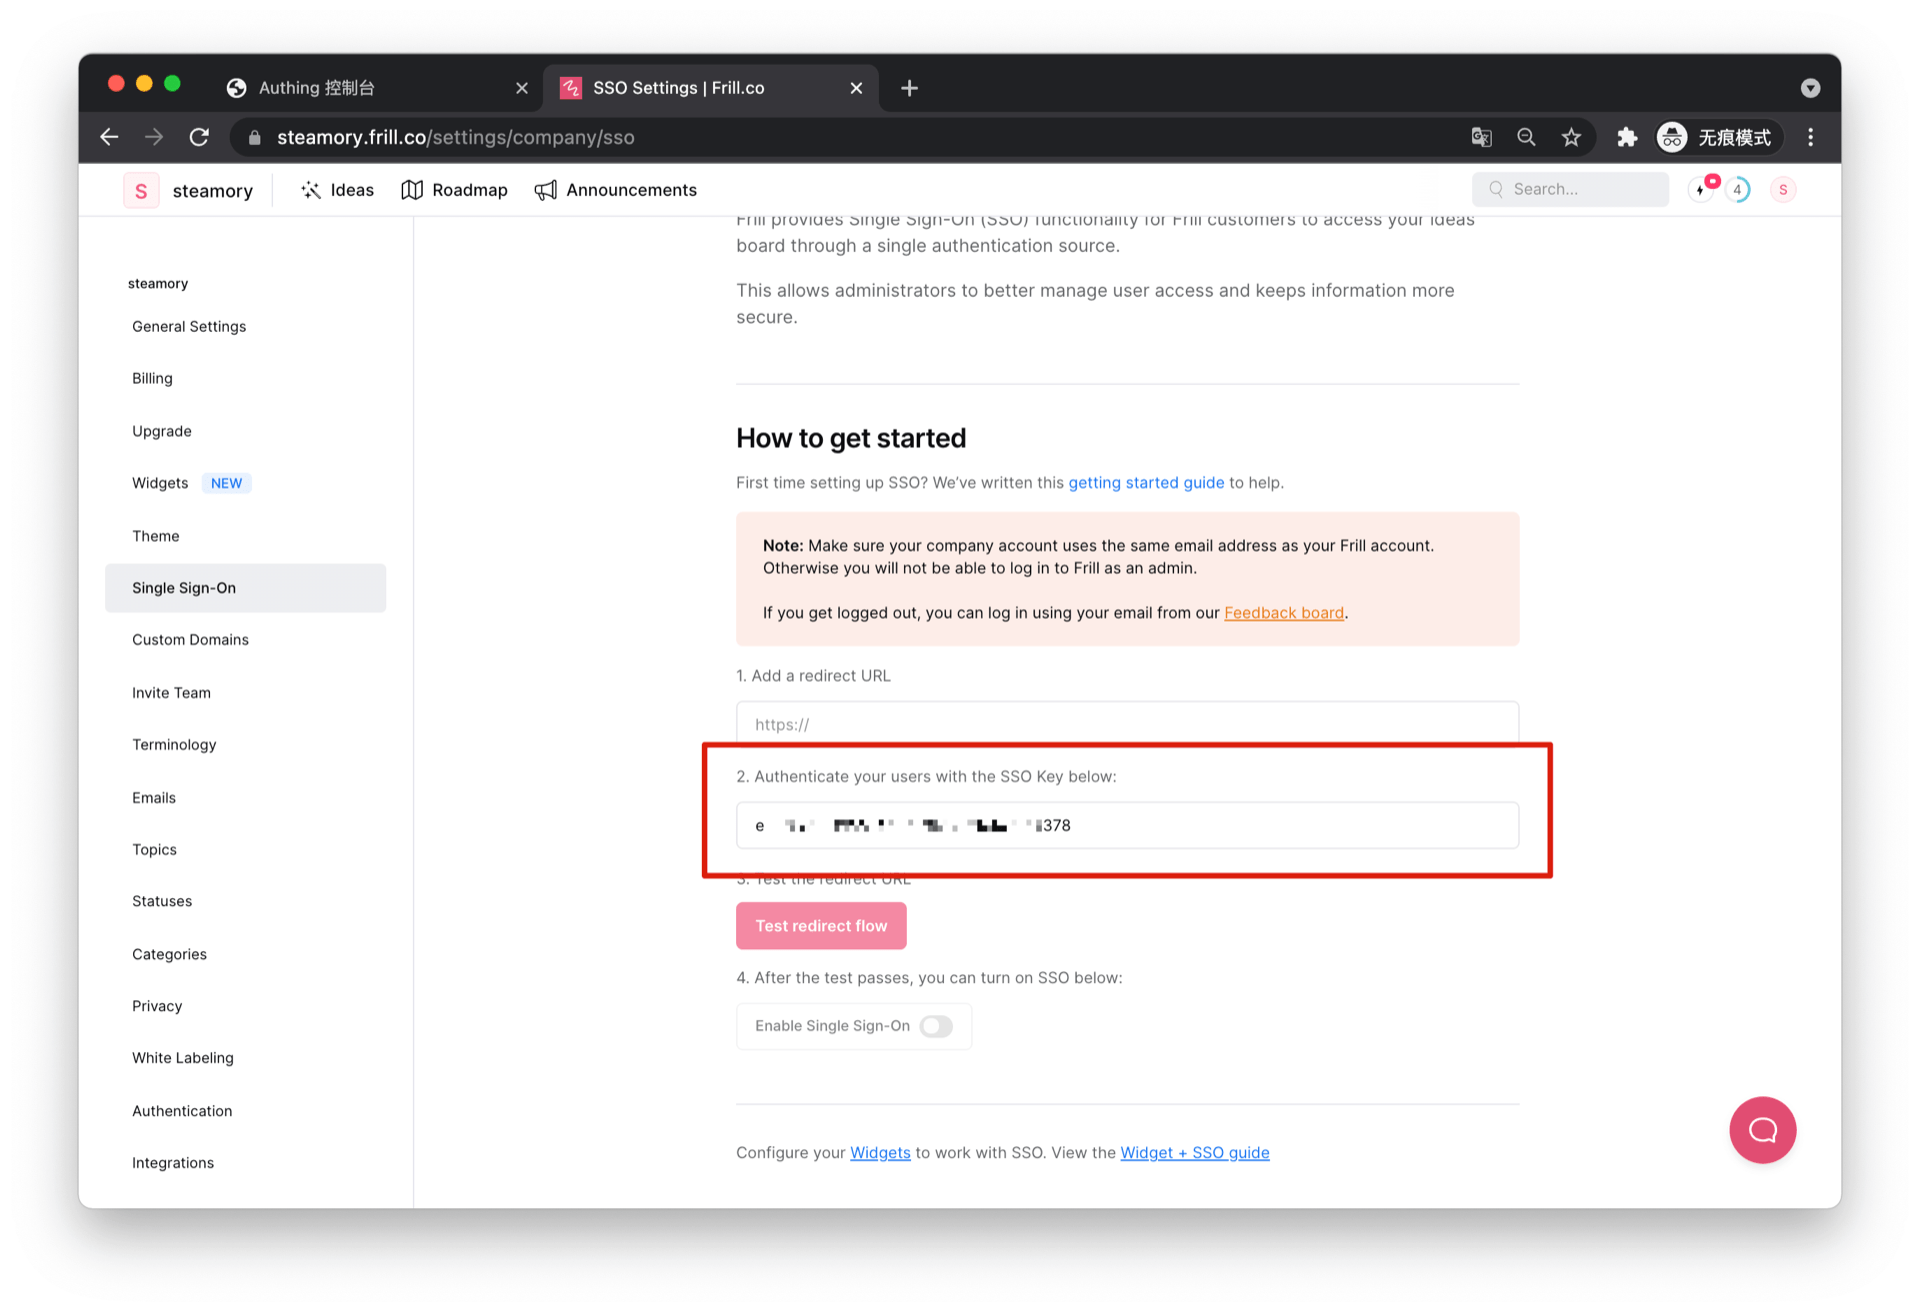 Authing 控制台
SSO Settings | Frill.co
steamory.frill.co/settings/company/sso
无痕模式
S
steamory
Ideas
Roadmap
Announcements
Search...
4
S
Frill provides Single Sign-On (SSO) functionality for Frill customers to access your ideas
board through a single authentication source.
This allows administrators to better manage user access and keeps information more
secure.
steamory
General Settings
Billing
Upgrade
Widgets NEW
Theme
Single Sign-On
Custom Domains
Invite Team
Terminology
Emails
Topics
Statuses
Categories
Privacy
White Labeling
Authentication
Integrations
How to get started
First time setting up SSO? We’ve written this getting started guide to help.
Note: Make sure your company account uses the same email address as your Frill account.
Otherwise you will not be able to log in to Frill as an admin.
If you get logged out, you can log in using your email from our Feedback board.
1. Add a redirect URL
https://
2. Authenticate your users with the SSO Key below:
e 378
3. Test the redirect URL
Test redirect flow
4. After the test passes, you can turn on SSO below:
Enable Single Sign-On
Configure your Widgets to work with SSO. View the Widget + SSO guide